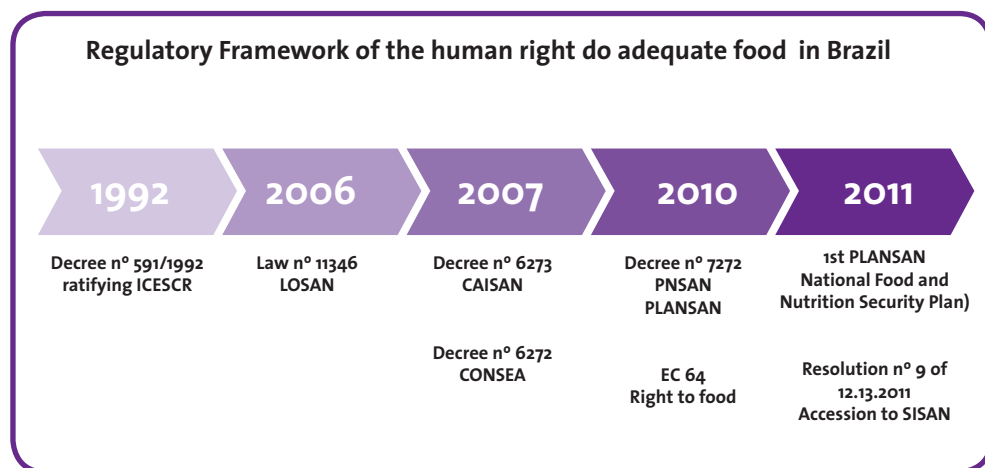 Regulatory Framework of the human right do adequate food in Brazil
1992
2006
2007
2010
2011
Decree nº 591/1992
ratifying ICESCR
Law nº 11346
LOSAN
Decree nº 6273
CAISAN
Decree nº 6272
CONSEA
Decree nº 7272
PNSAN
PLANSAN
EC 64
Right to food
1st PLANSAN
National Food and
Nutrition Security Plan)
Resolution nº 9 of
12.13.2011
Accession to SISAN